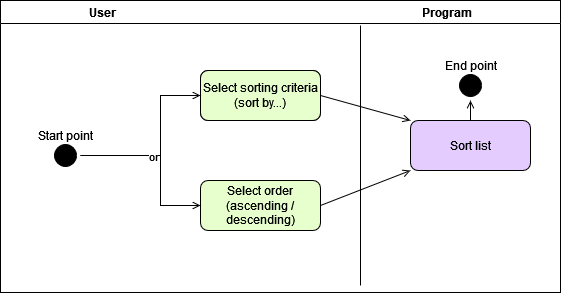 User
Program
End point
Select sorting criteria
(sort by...)
Start point
or
Sort list
Select order
(ascending /
descending)